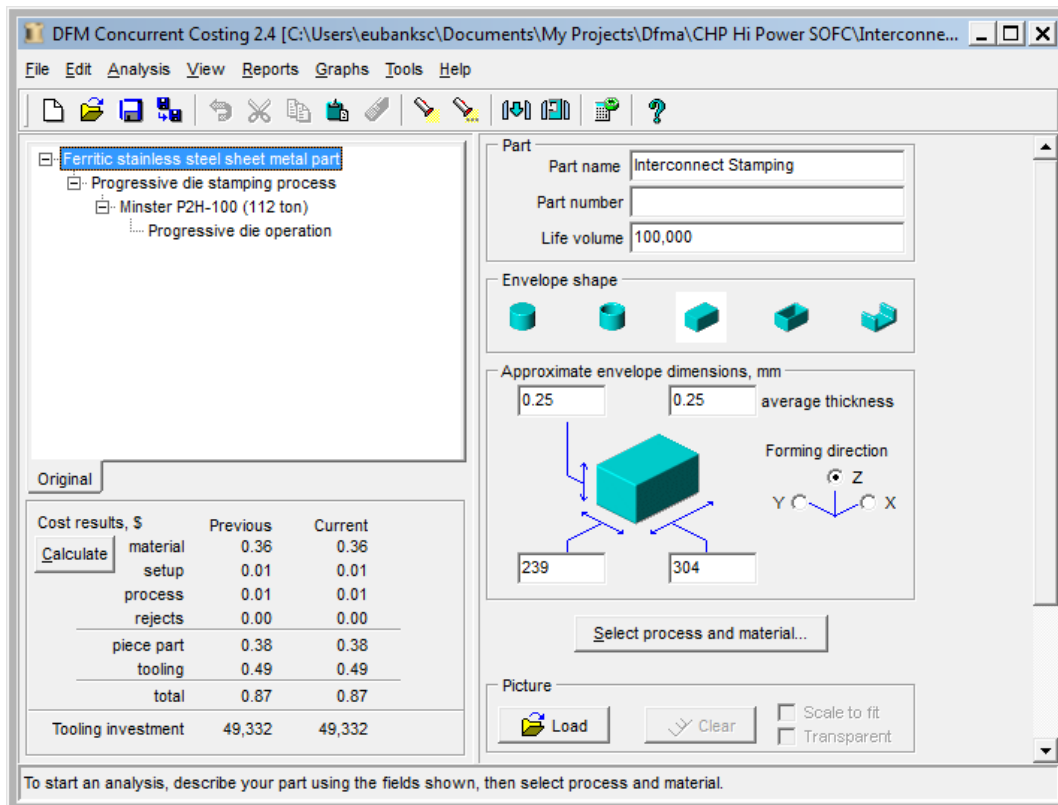 DFM Concurrent Costing 2.4 [C:\Users\eubanksc\Documents\My Projects\Dfma\CHP Hi Power SOFC\Interconne...
File Edit Analysis View Reports Graphs Tools Help
Ferritic stainless steel sheet metal part
Progressive die stamping process
Minster P2H-100 (112 ton)
Progressive die operation
Original
Cost results, $ Previous Current
Calculate
material 0.36 0.36
setup 0.01 0.01
process 0.01 0.01
rejects 0.00 0.00
piece part 0.38 0.38
tooling 0.49 0.49
total 0.87 0.87
Tooling investment 49,332 49,332
Part
Part name Interconnect Stamping
Part number
Life volume 100,000
Envelope shape
Approximate envelope dimensions, mm
0.25 0.25 average thickness
Forming direction
Z
Y X
239 304
Select process and material...
Picture
Load Clear Scale to fit
Transparent
To start an analysis, describe your part using the fields shown, then select process and material.